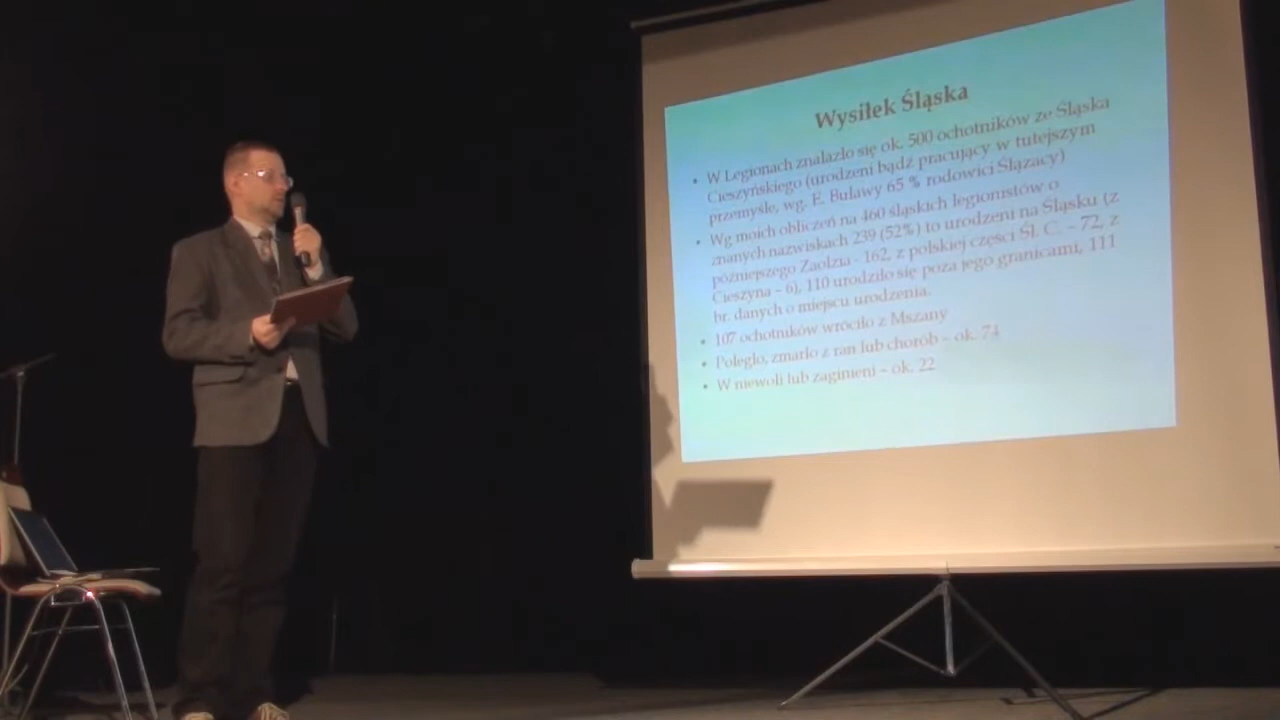 Wysiłek Śląska
• W Legionach znalazło się ok. 500 ochotników ze Śląska
Cieszyńskiego (urodzeni bądź pracujący w tutejszym
przemyśle, wg. E. Buławy 65 % rodowici Ślązacy)
• Wg moich obliczeń na 460 śląskich legionistów o
znanych nazwiskach 239 (52%) to urodzeni na Śląsku (z
późniejszego Zaolzia - 162, z polskiej części Śl. C. – 72, z
Cieszyna – 6), 110 urodziło się poza jego granicami, 111
br. danych o miejscu urodzenia.
• 107 ochotników wróciło z Mszany
• Poległo, zmarło z ran lub chorób – ok. 74
• W niewoli lub zaginieni – ok. 22